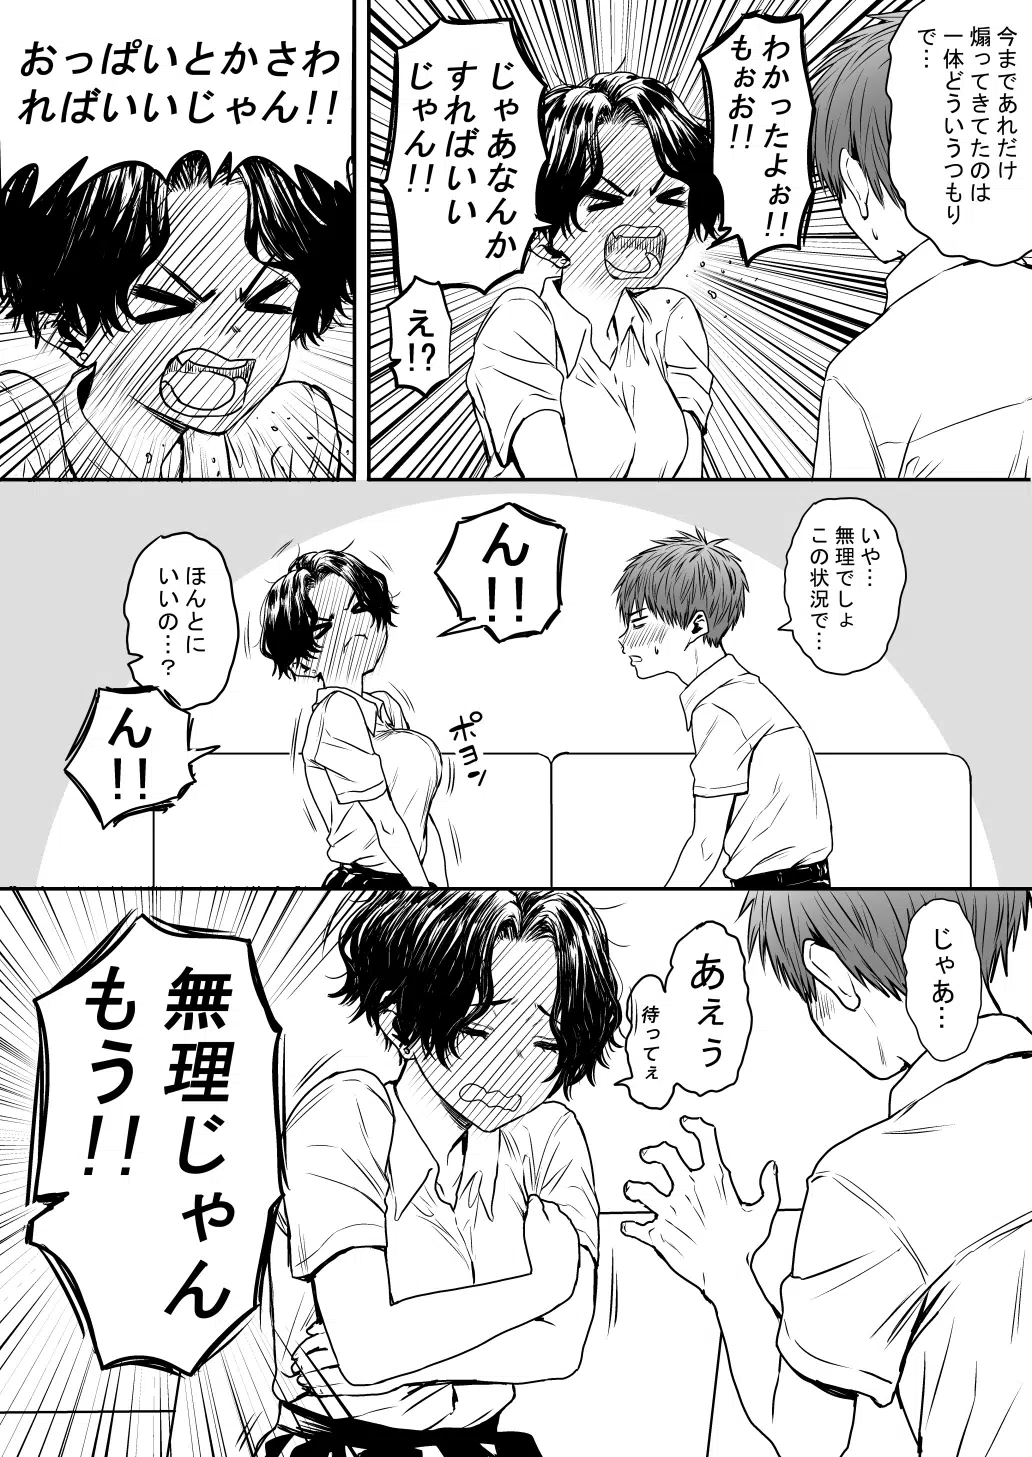 今まであれだけ
煽ってきてたのは
一体どういうつもり
で…
わかったよぉ!!
もぉお!!
じゃあなんか
すればいい
じゃん!!
え!?
おっぱいとかさわ
ればいいじゃん!!
いや…
無理でしょ
この状況で…
ん!!
ポヨン
ほんとに
いいの…?
ん!!
じゃあ…
あぇぅ
待ってぇ
無理じゃん
もう!!